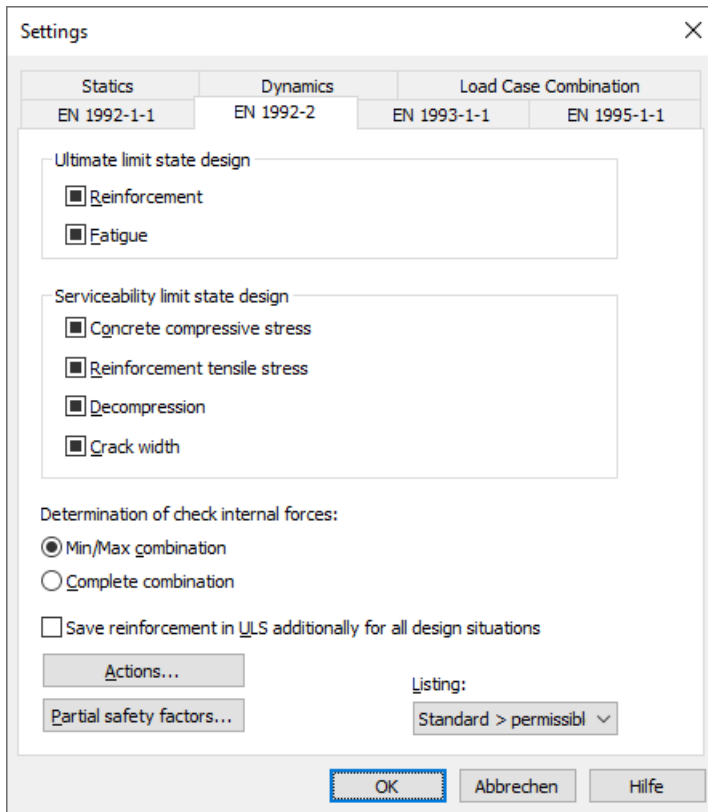 Settings
Statics Dynamics Load Case Combination
EN 1992-1-1 EN 1992-2 EN 1993-1-1 EN 1995-1-1
Ultimate limit state design
Reinforcement
Fatigue
Serviceability limit state design
Concrete compressive stress
Reinforcement tensile stress
Decompression
Crack width
Determination of check internal forces:
Min/Max combination
Complete combination
Save reinforcement in ULS additionally for all design situations
Actions...
Listing:
Partial safety factors...
Standard > permissibl
OK Abbrechen Hilfe